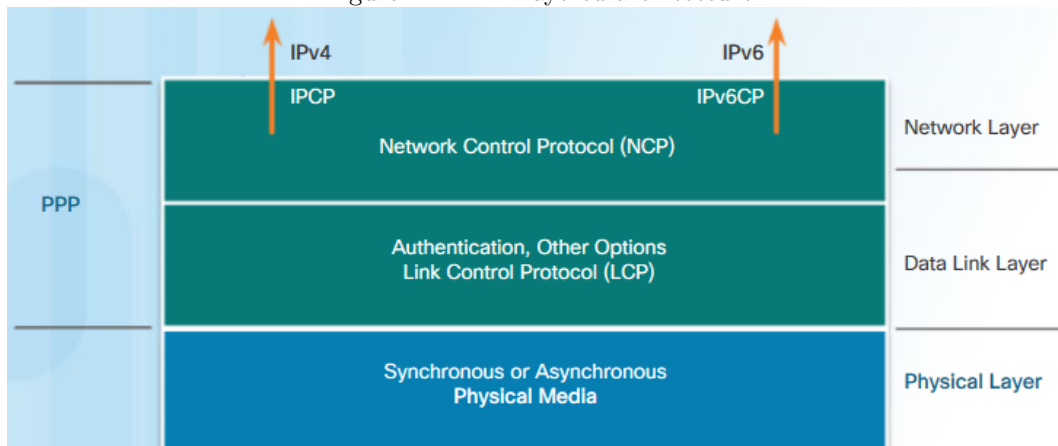 IPv4
IPv6
IPCP
IPv6CP
Network Control Protocol (NCP)
Network Layer
PPP
Authentication, Other Options
Link Control Protocol (LCP)
Data Link Layer
Synchronous or Asynchronous
Physical Media
Physical Layer